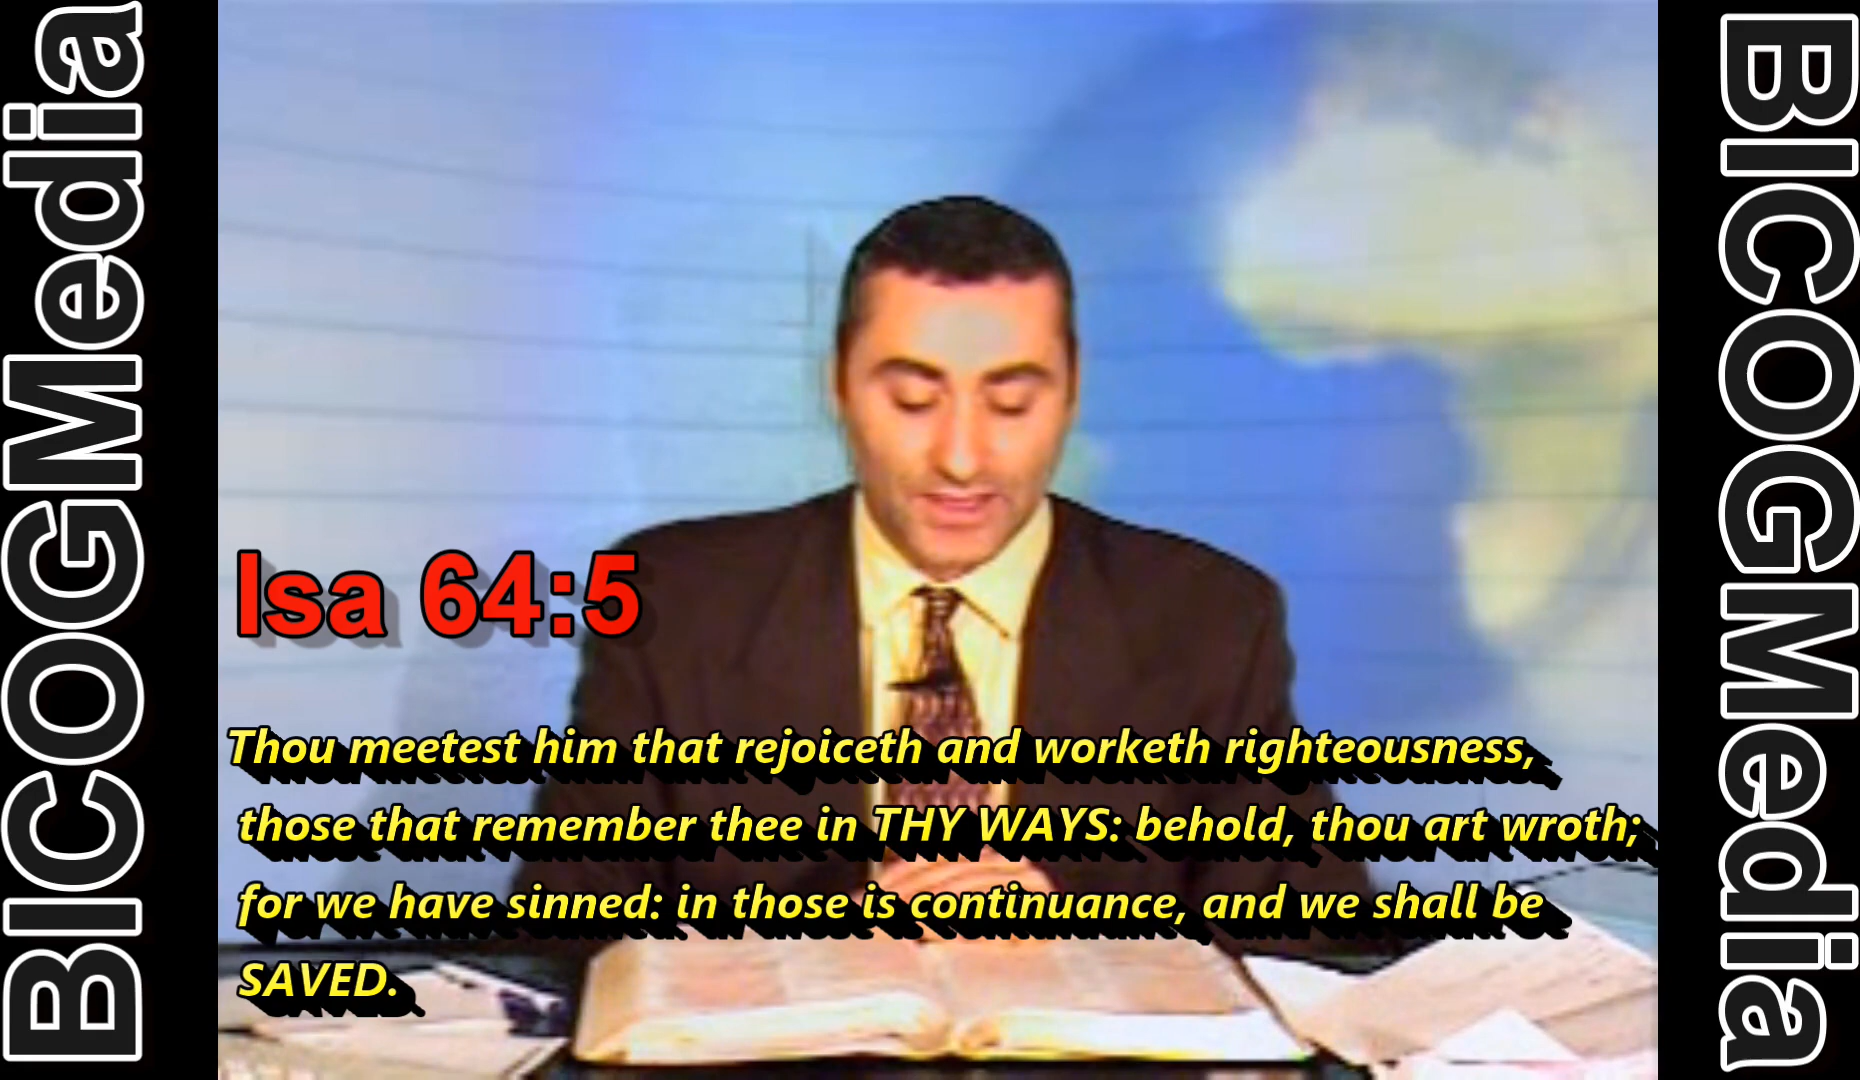 BICOGMedia
Isa 64:5
Thou meetest him that rejoiceth and worketh righteousness,
those that remember thee in THY WAYS: behold, thou art wroth;
for we have sinned: in those is continuance, and we shall be
SAVED.
BICOGMedia